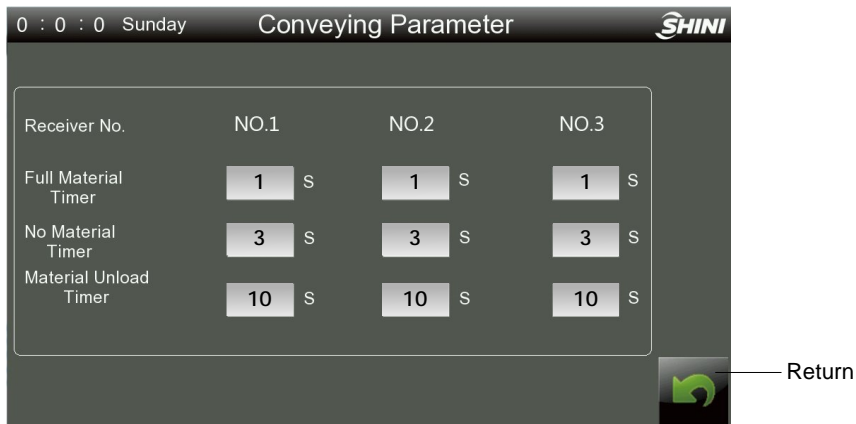 0 : 0 : 0 Sunday Conveying Parameter SHINI
Receiver No. NO.1 NO.2 NO.3
Full Material
Timer
1 S 1 S 1 S
No Material
Timer
3 S 3 S 3 S
Material Unload
Timer
10 S 10 S 10 S
Return